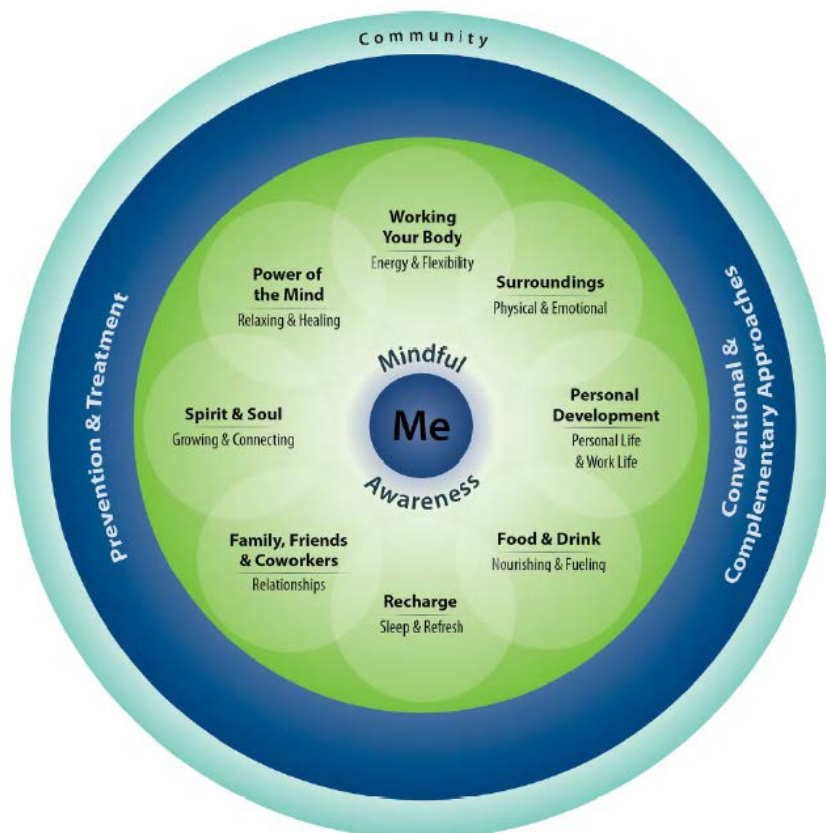 Community
Working
Your Body
Energy & Flexibility
Surroundings
Physical & Emotional
Personal
Development
Personal Life
& Work Life
Food & Drink
Nourishing & Fueling
Recharge
Sleep & Refresh
Family, Friends
& Coworkers
Relationships
Spirit & Soul
Growing & Connecting
Power of
the Mind
Relaxing & Healing
Mindful
Me
Awareness
Prevention & Treatment
Conventional &
Complementary Approaches